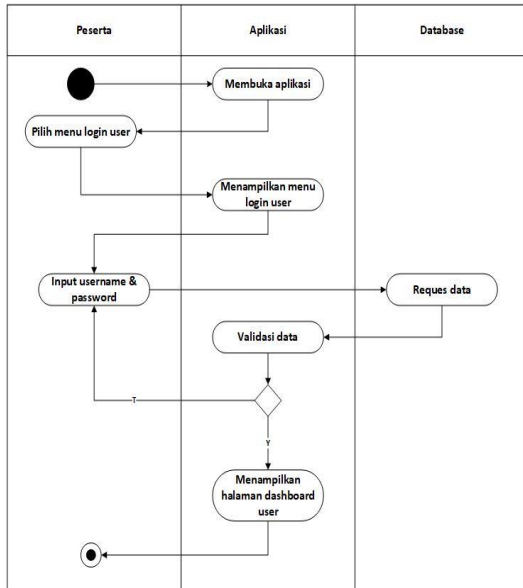 Peserta
Aplikasi
Database
Membuka aplikasi
Pilih menu login user
Menampilkan menu
login user
Input username &
password
Reques data
Validasi data
T
Y
Menampilkan
halaman dashboard
user